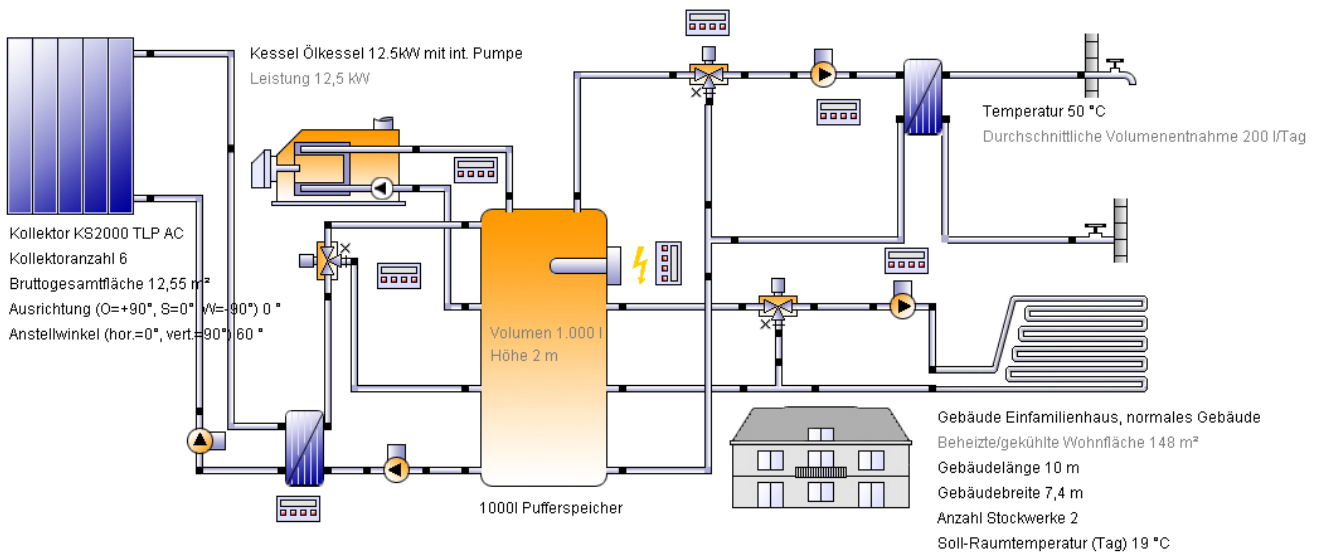 Kessel Ölkessel 12.5kW mit int. Pumpe
Leistung 12,5 kW
Temperatur 50 °C
Durchschnittliche Volumenentnahme 200 l/Tag
Kollektor KS2000 TLP AC
Kollektoranzahl 6
Bruttogesamtfläche 12,55 m²
Ausrichtung (O=+90°, S=0°, W=-90°) 0 °
Anstellwinkel (hor.=0°, vert.=90°) 60 °
Volumen 1.000 l
Höhe 2 m
1000l Pufferspeicher
Gebäude Einfamilienhaus, normales Gebäude
Beheizte/gekühlte Wohnfläche 148 m²
Gebäudelänge 10 m
Gebäudebreite 7,4 m
Anzahl Stockwerke 2
Soll-Raumtemperatur (Tag) 19 °C